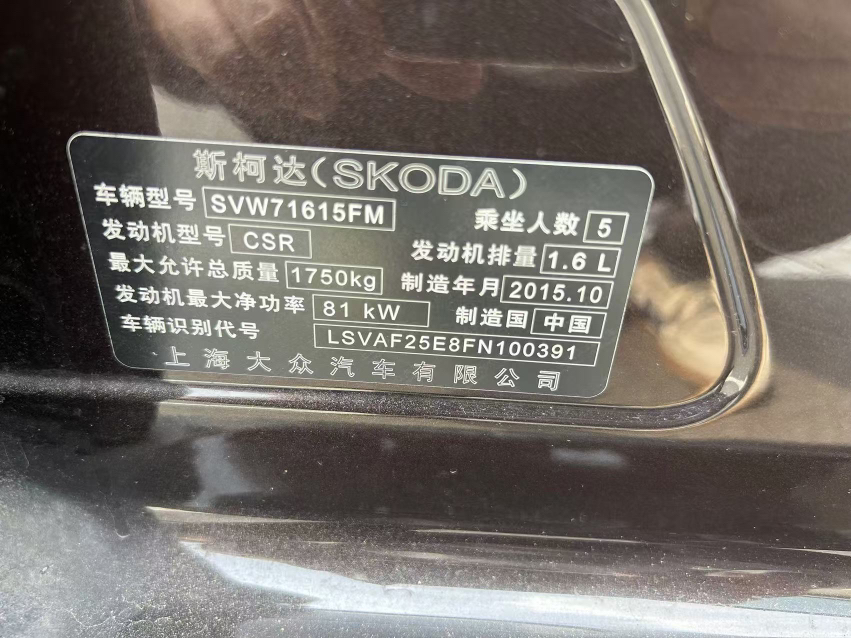 斯柯达(SKODA)
车辆型号 SVW71615FM 乘坐人数 5
发动机型号 CSR 发动机排量 1.6 L
最大允许总质量 1750kg 制造年月 2015.10
发动机最大净功率 81 kW 制造国 中国
车辆识别代号 LSVAF25E8FN100391
上海大众汽车有限公司